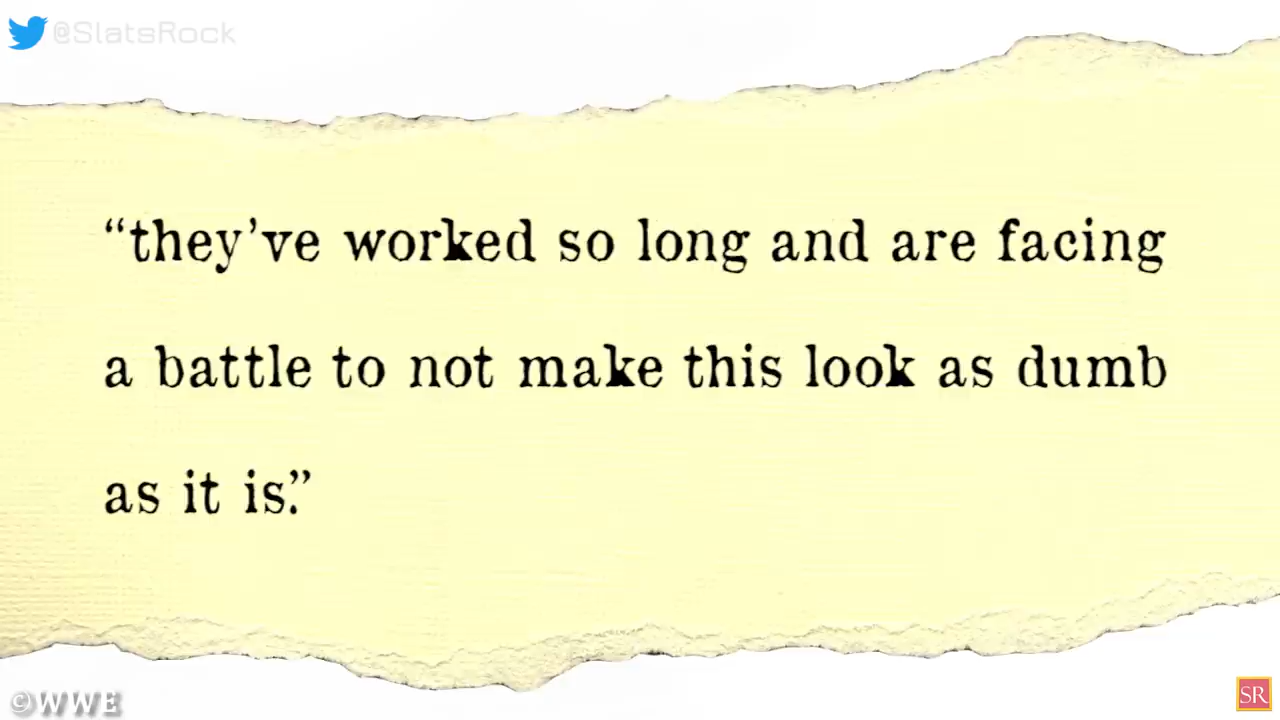 @SlatsRock
“they’ve worked so long and are facing
a battle to not make this look as dumb
as it is.”
©WWE
SR